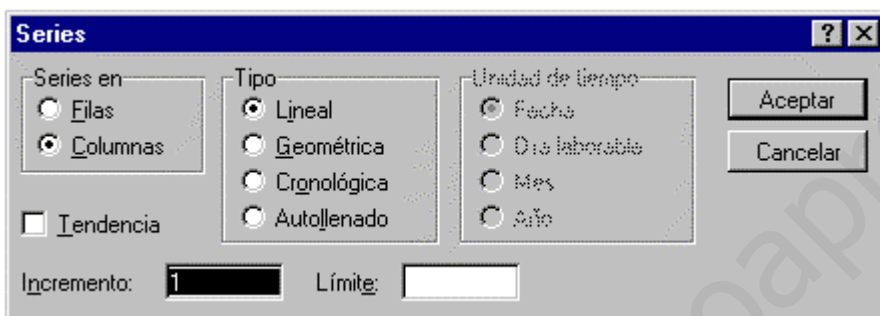 Series
Series en
Filas
Columnas
Tendencia
Tipo
Lineal
Geométrica
Cronológica
Autollenado
Unidad de tiempo
Fecha
Día laborable
Mes
Año
Aceptar
Cancelar
Incremento: 1
Límite: